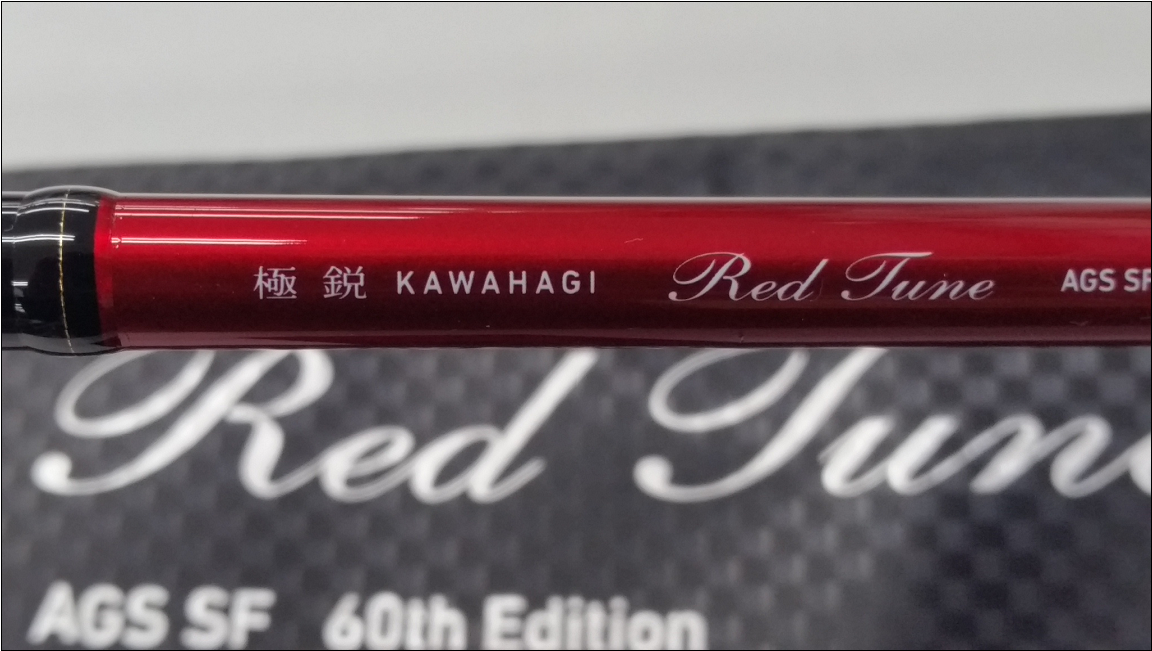 極 鋭 KAWAHAGI Red Tune AGS SF
Red Tune
AGS SF 60th Edition